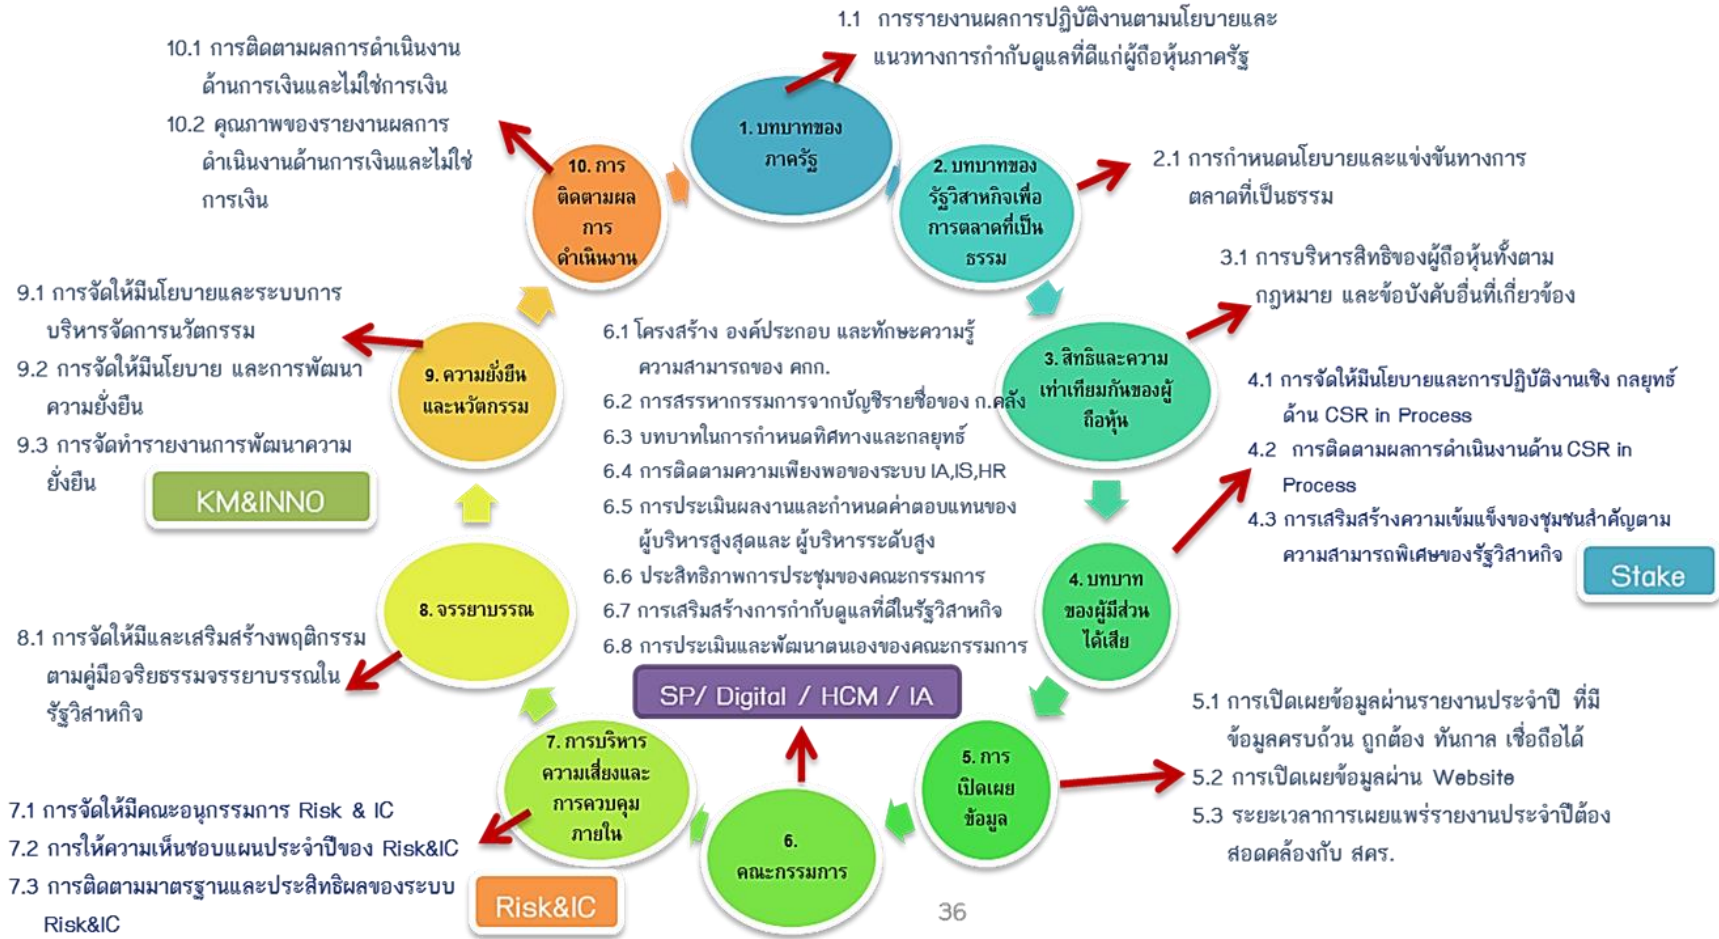 1.1 การรายงานผลการปฏิบัติงานตามนโยบายและ
แนวทางการกำกับดูแลที่ดีแก่ผู้ถือหุ้นภาครัฐ
10.1 การติดตามผลการดำเนินงาน
ด้านการเงินและไม่ใช่การเงิน
10.2 คุณภาพของรายงานผลการ
ดำเนินงานด้านการเงินและไม่ใช่
การเงิน
1. บทบาทของ
ภาครัฐ
2. บทบาทของ
รัฐวิสาหกิจเพื่อ
การตลาดที่เป็น
ธรรม
2.1 การกำหนดนโยบายและแข่งขันทางการ
ตลาดที่เป็นธรรม
10. การ
ติดตามผล
การ
ดำเนินงาน
3.1 การบริหารสิทธิของผู้ถือหุ้นทั้งตาม
กฎหมาย และข้อบังคับอื่นที่เกี่ยวข้อง
9.1 การจัดให้มีนโยบายและระบบการ
บริหารจัดการนวัตกรรม
9.2 การจัดให้มีนโยบาย และการพัฒนา
ความยั่งยืน
9.3 การจัดทำรายงานการพัฒนาความ
ยั่งยืน
KM&INNO
9. ความยั่งยืน
และนวัตกรรม
6.1 โครงสร้าง องค์ประกอบ และทักษะความรู้
ความสามารถของ คกก.
6.2 การสรรหากรรมการจากบัญชีรายชื่อของ ก.คลัง
6.3 บทบาทในการกำหนดทิศทางและกลยุทธ์
6.4 การติดตามความเพียงพอของระบบ IA,IS,HR
6.5 การประเมินผลงานและกำหนดค่าตอบแทนของ
ผู้บริหารสูงสุดและ ผู้บริหารระดับสูง
6.6 ประสิทธิภาพการประชุมของคณะกรรมการ
6.7 การเสริมสร้างการกำกับดูแลที่ดีในรัฐวิสาหกิจ
6.8 การประเมินและพัฒนาตนเองของคณะกรรมการ
SP/ Digital / HCM / IA
3. สิทธิและความ
เท่าเทียมกันของผู้
ถือหุ้น
4.1 การจัดให้มีนโยบายและการปฏิบัติงานเชิง กลยุทธ์
ด้าน CSR in Process
4.2 การติดตามผลการดำเนินงานด้าน CSR in
Process
4.3 การเสริมสร้างความเข้มแข็งของชุมชนสำคัญตาม
ความสามารถพิเศษของรัฐวิสาหกิจ
Stake
4. บทบาท
ของผู้มีส่วน
ได้เสีย
8. จรรยาบรรณ
8.1 การจัดให้มีและเสริมสร้างพฤติกรรม
ตามคู่มือจริยธรรมจรรยาบรรณใน
รัฐวิสาหกิจ
5.1 การเปิดเผยข้อมูลผ่านรายงานประจำปี ที่มี
ข้อมูลครบถ้วน ถูกต้อง ทันกาล เชื่อถือได้
5.2 การเปิดเผยข้อมูลผ่าน Website
5.3 ระยะเวลาการเผยแพร่รายงานประจำปีต้อง
สอดคล้องกับ สคร.
5. การ
เปิดเผย
ข้อมูล
7. การบริหาร
ความเสี่ยงและ
การควบคุม
ภายใน
6.
คณะกรรมการ
7.1 การจัดให้มีคณะอนุกรรมการ Risk & IC
7.2 การให้ความเห็นชอบแผนประจำปีของ Risk&IC
7.3 การติดตามมาตรฐานและประสิทธิผลของระบบ
Risk&IC
Risk&IC
36